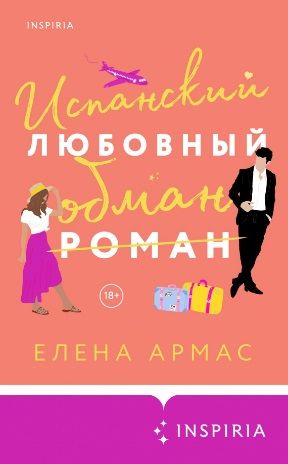 INSPIRIA
Испанский
ЛЮБОВНЫЙ
обман
РОМАН
18+
ЕЛЕНА АРМАС
INSPIRIA